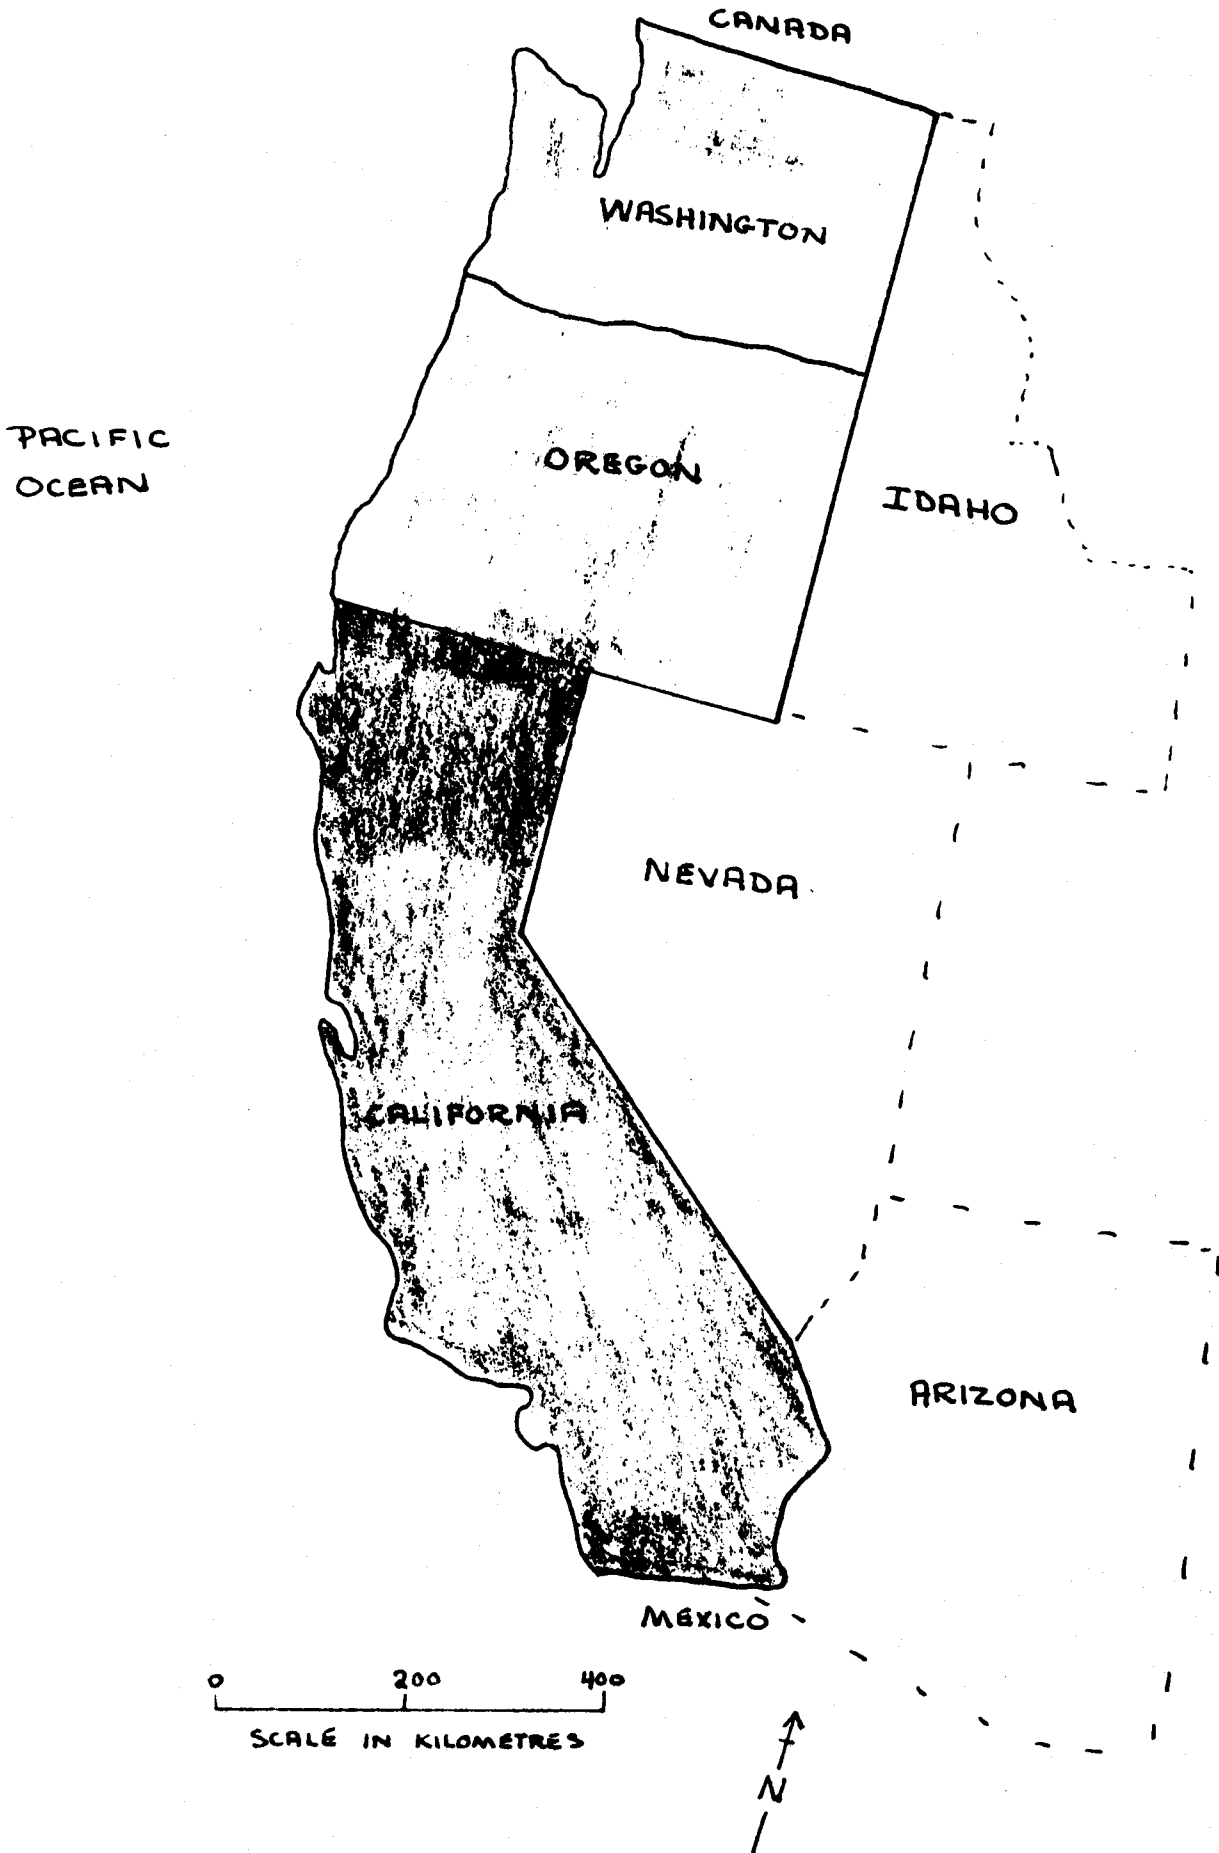 CANADA
WASHINGTON
PACIFIC
OCEAN
OREGON
IDAHO
NEVADA
CALIFORNIA
ARIZONA
MEXICO
0 200 400
SCALE IN KILOMETRES
N